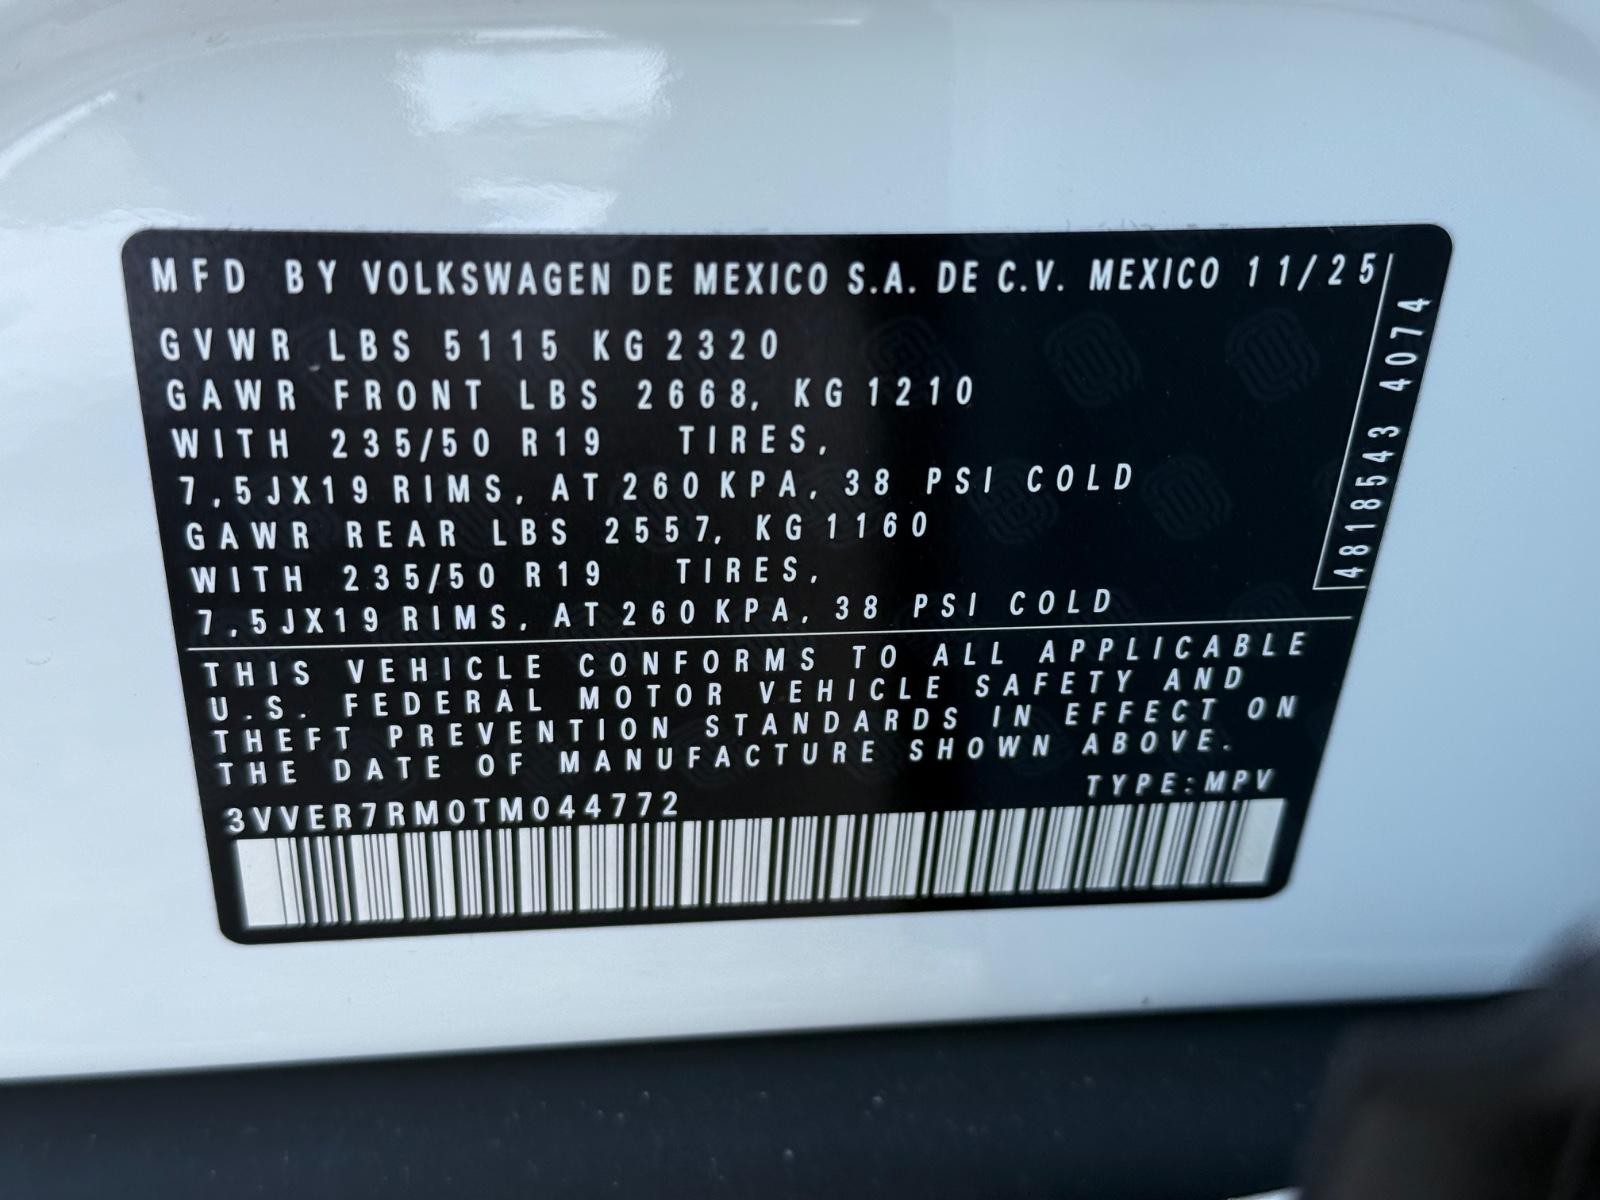 MFD BY VOLKSWAGEN DE MEXICO S.A. DE C.V. MEXICO 11/25
GVWR LBS 5115 KG 2320
GAWR FRONT LBS 2668, KG 1210
WITH 235/50 R19 TIRES,
7,5JX19 RIMS, AT 260 KPA, 38 PSI COLD
GAWR REAR LBS 2557, KG 1160
WITH 235/50 R19 TIRES,
7,5JX19 RIMS, AT 260 KPA, 38 PSI COLD
4818543 4074
THIS VEHICLE CONFORMS TO ALL APPLICABLE
U.S. FEDERAL MOTOR VEHICLE SAFETY AND
THEFT PREVENTION STANDARDS IN EFFECT ON
THE DATE OF MANUFACTURE SHOWN ABOVE.
TYPE:MPV
3VVER7RM0TM044772